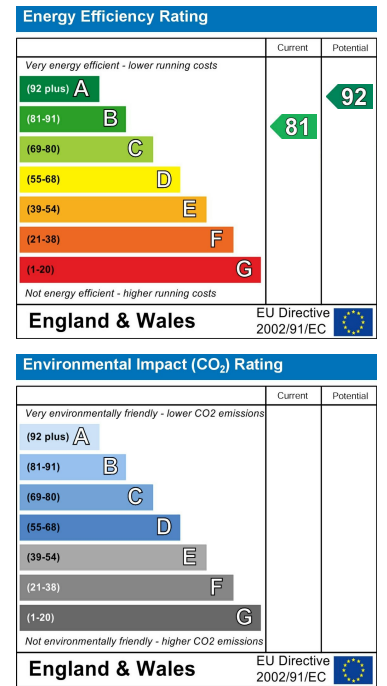 Energy Efficiency Rating
Current Potential
Very energy efficient - lower running costs
(92 plus) A
92
(81-91) B
81
(69-80) C
(55-68) D
(39-54) E
(21-38) F
(1-20) G
Not energy efficient - higher running costs
England & Wales
EU Directive
2002/91/EC
Environmental Impact (CO₂) Rating
Current Potential
Very environmentally friendly - lower CO2 emissions
(92 plus) A
(81-91) B
(69-80) C
(55-68) D
(39-54) E
(21-38) F
(1-20) G
Not environmentally friendly - higher CO2 emissions
England & Wales
EU Directive
2002/91/EC